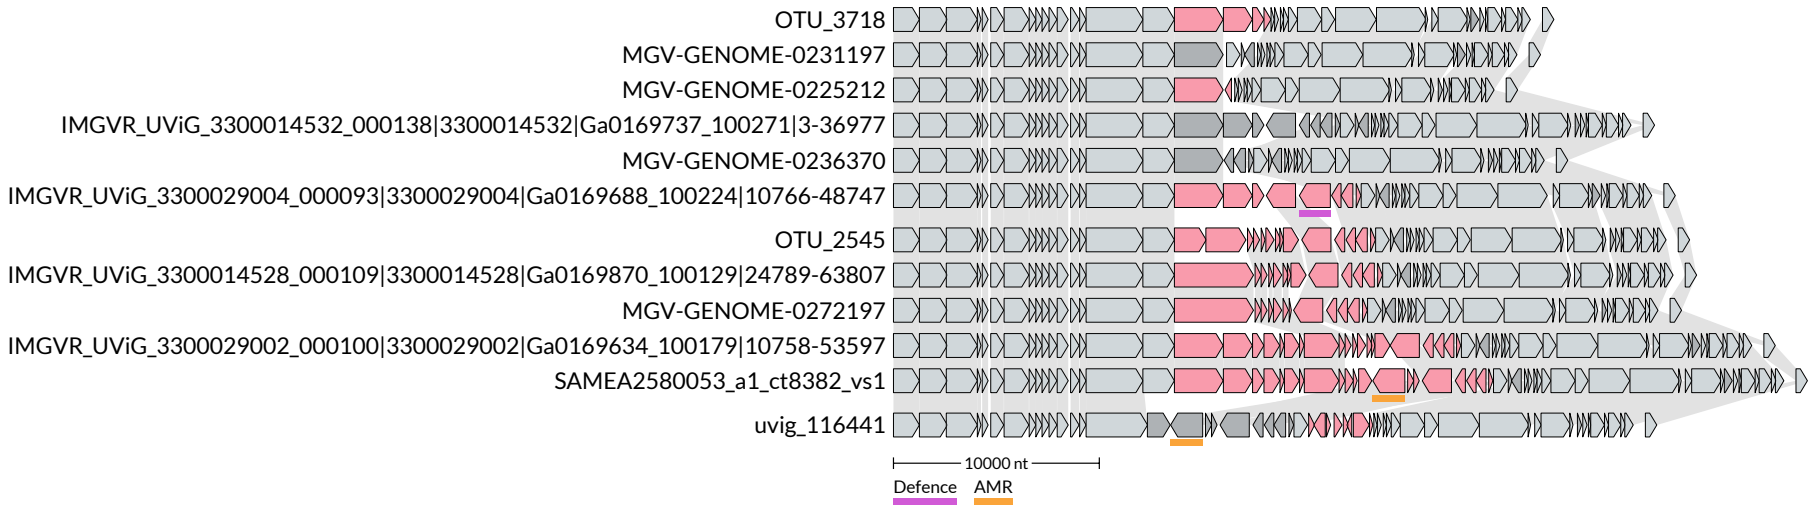 OTU_3718
MGV-GENOME-0231197
MGV-GENOME-0225212
IMGVR_UViG_3300014532_000138|3300014532|Ga0169737_100271|3-36977
MGV-GENOME-0236370
IMGVR_UViG_3300029004_000093|3300029004|Ga0169688_100224|10766-48747
OTU_2545
IMGVR_UViG_3300014528_000109|3300014528|Ga0169870_100129|24789-63807
MGV-GENOME-0272197
IMGVR_UViG_3300029002_000100|3300029002|Ga0169634_100179|10758-53597
SAMEA2580053_a1_ct8382_vs1
uvig_116441
10000 nt
Defence AMR